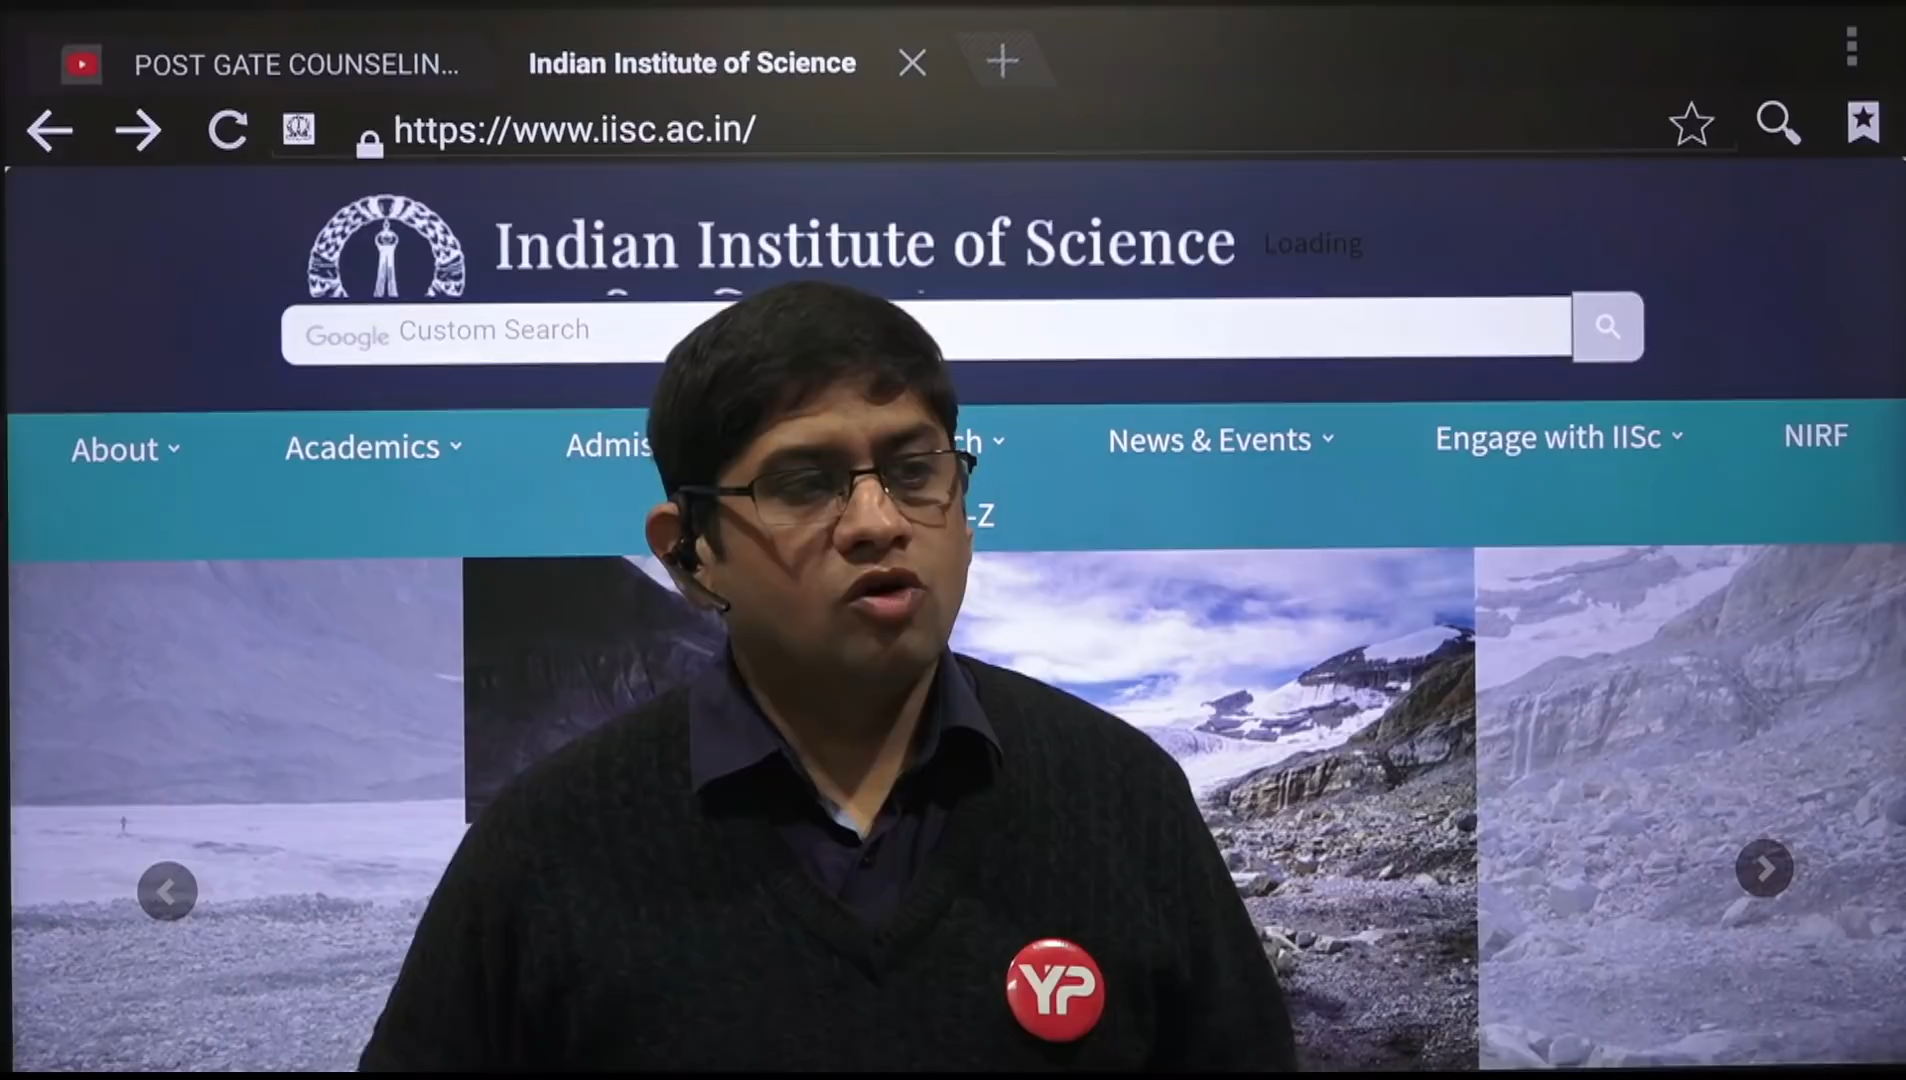 POST GATE COUNSELIN...
Indian Institute of Science
https://www.iisc.ac.in/
Indian Institute of Science
Loading
Google Custom Search
About
Academics
Admis
ch
News & Events
Engage with IISc
NIRF
-Z
YP